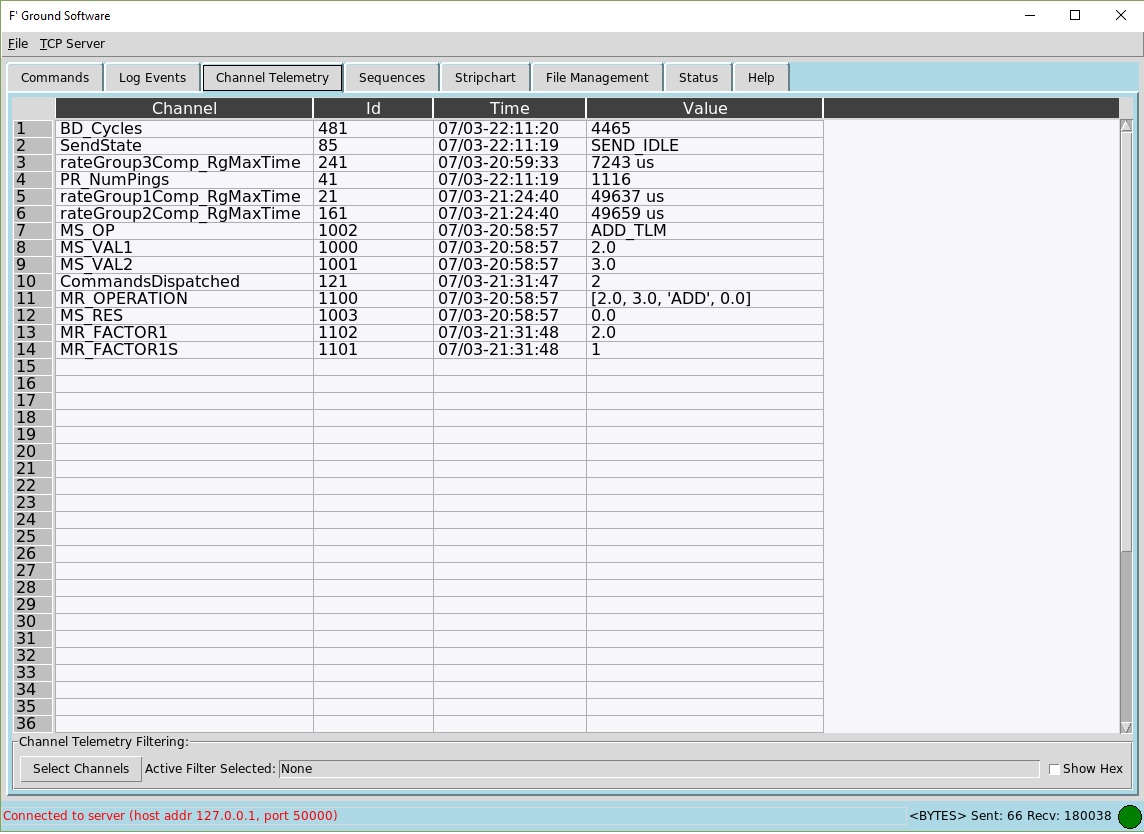 F' Ground Software
File TCP Server
Commands Log Events Channel Telemetry Sequences Stripchart File Management Status Help
Channel Id Time Value
1 BD_Cycles 481 07/03-22:11:20 4465
2 SendState 85 07/03-22:11:19 SEND_IDLE
3 rateGroup3Comp_RgMaxTime 241 07/03-20:59:33 7243 us
4 PR_NumPings 41 07/03-22:11:19 1116
5 rateGroup1Comp_RgMaxTime 21 07/03-21:24:40 49637 us
6 rateGroup2Comp_RgMaxTime 161 07/03-21:24:40 49659 us
7 MS_OP 1002 07/03-20:58:57 ADD_TLM
8 MS_VAL1 1000 07/03-20:58:57 2.0
9 MS_VAL2 1001 07/03-20:58:57 3.0
10 CommandsDispatched 121 07/03-21:31:47 2
11 MR_OPERATION 1100 07/03-20:58:57 [2.0, 3.0, 'ADD', 0.0]
12 MS_RES 1003 07/03-20:58:57 0.0
13 MR_FACTOR1 1102 07/03-21:31:48 2.0
14 MR_FACTOR1S 1101 07/03-21:31:48 1
15
16
17
18
19
20
21
22
23
24
25
26
27
28
29
30
31
32
33
34
35
36
Channel Telemetry Filtering:
Select Channels Active Filter Selected: None Show Hex
Connected to server (host addr 127.0.0.1, port 50000) <BYTES> Sent: 66 Recv: 180038